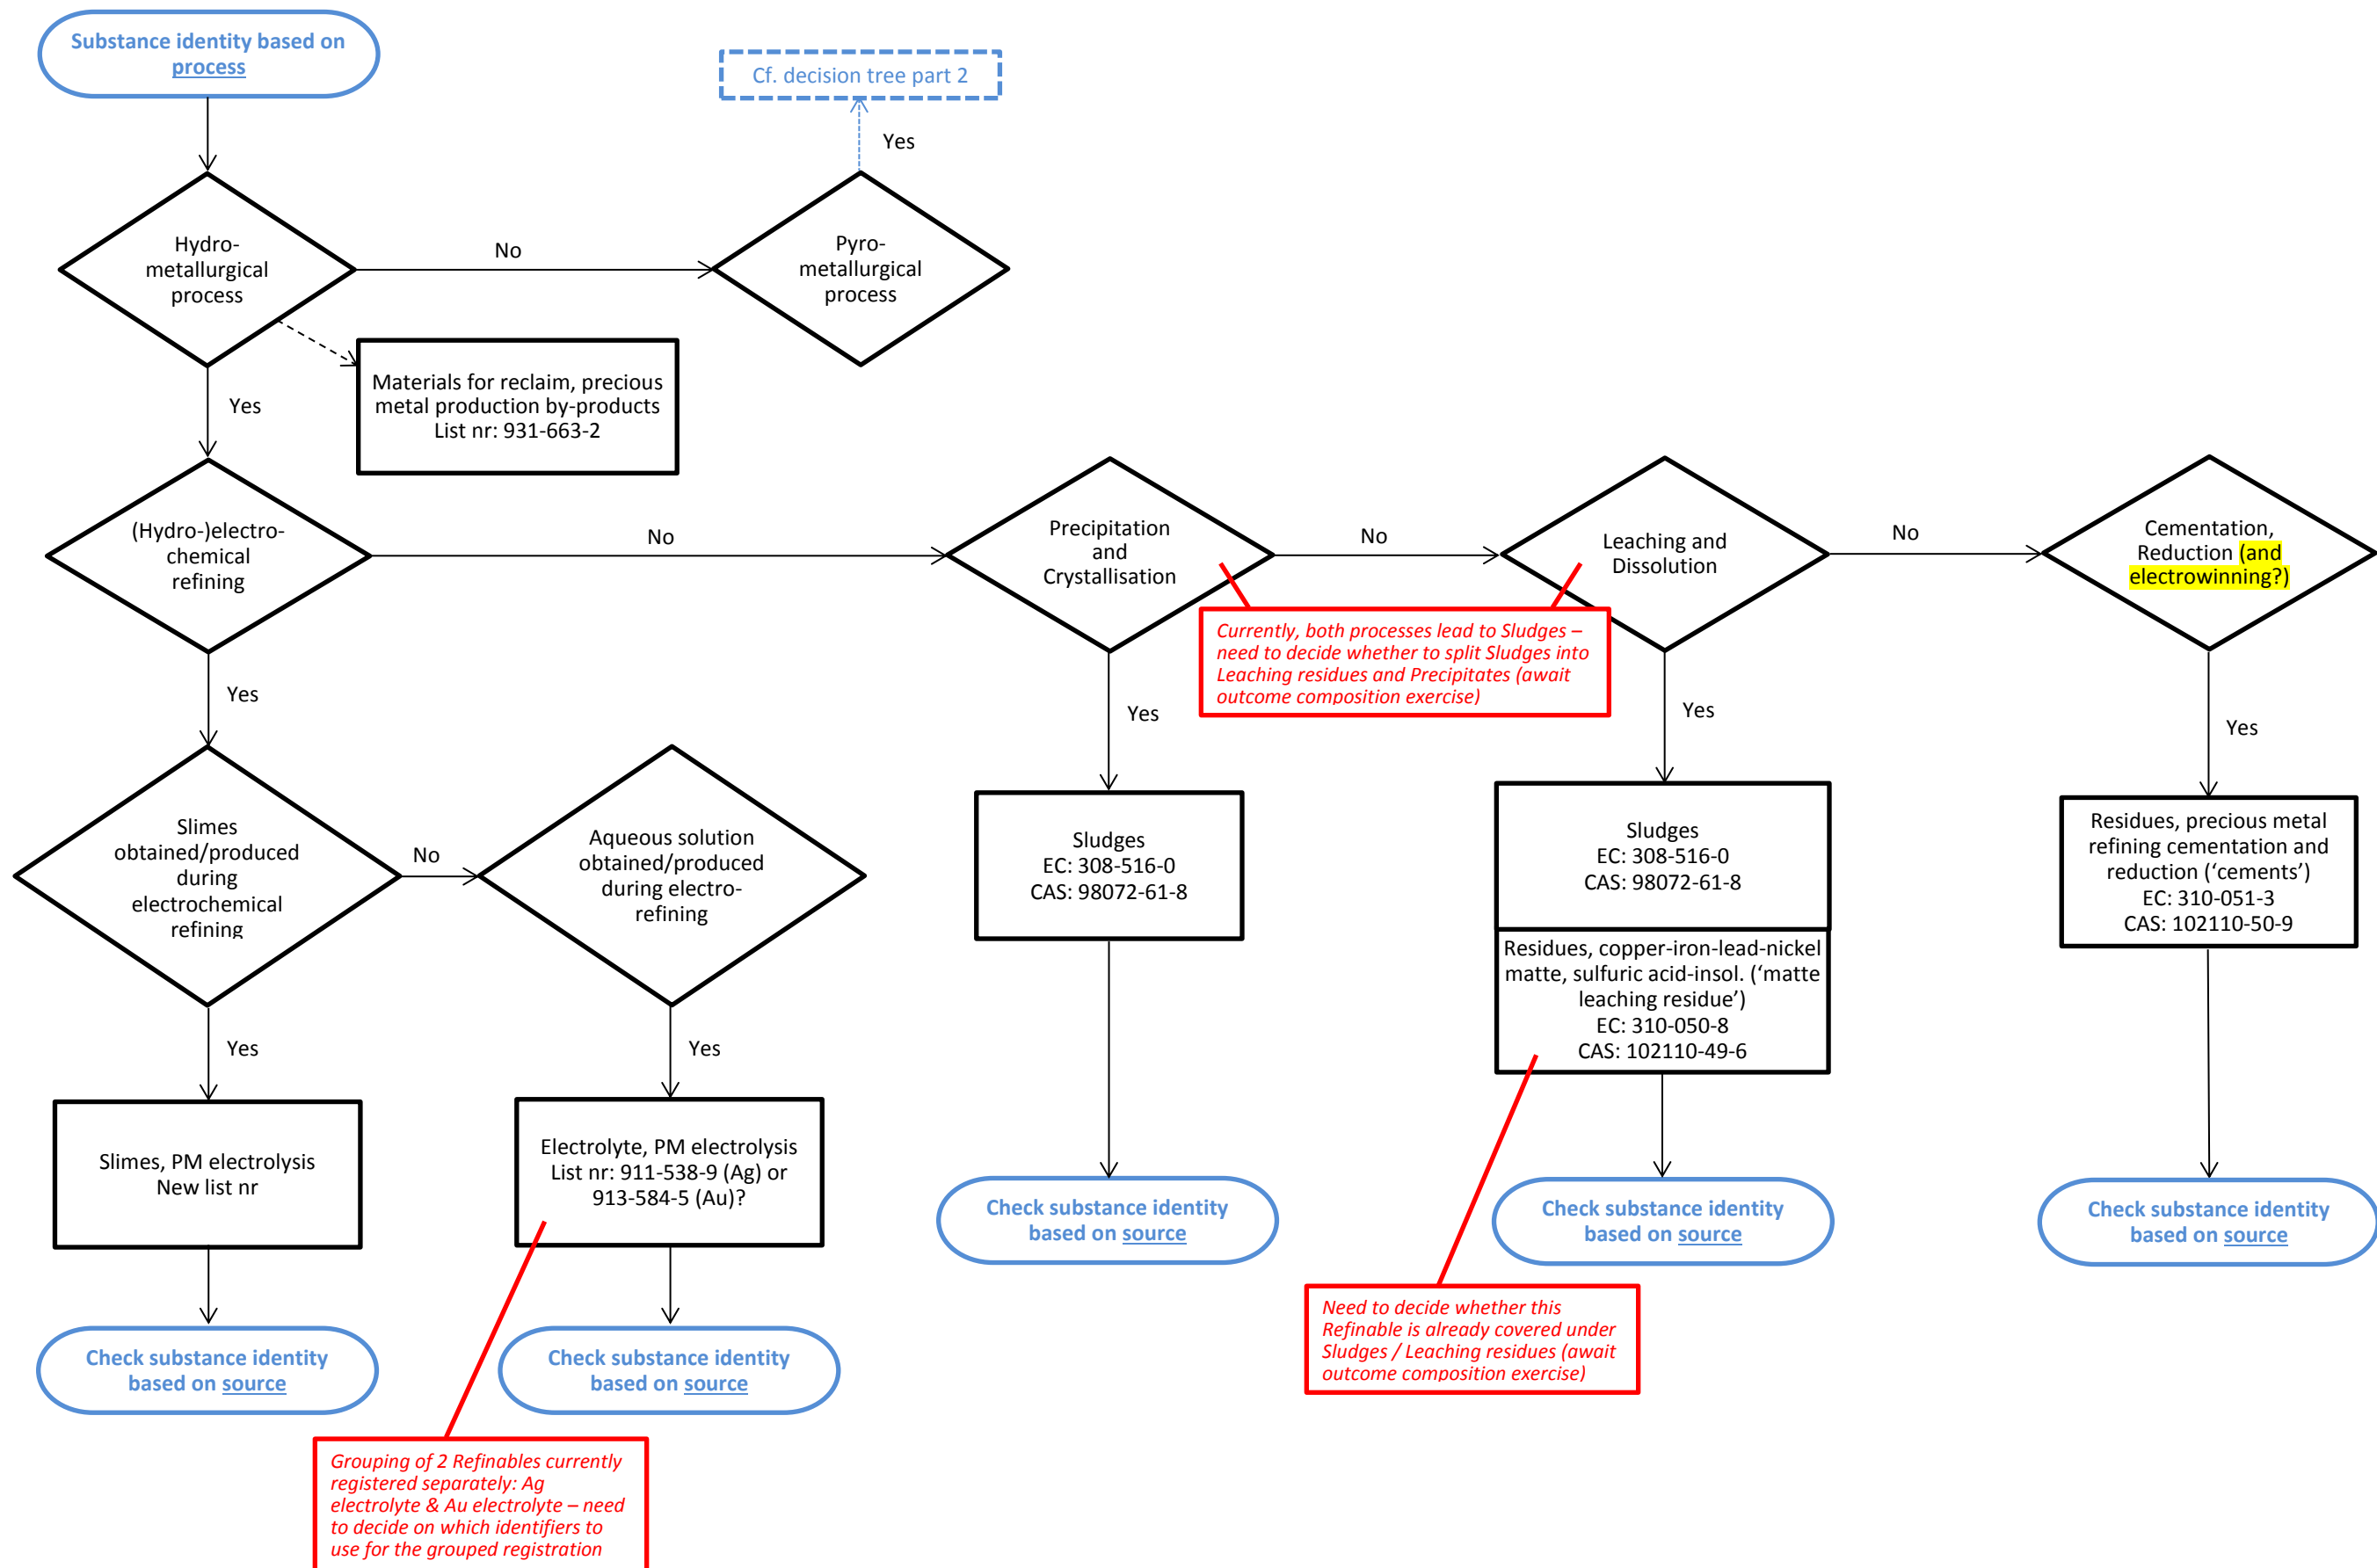 Substance identity based on
process
Cf. decision tree part 2
Yes
Hydro-
metallurgical
process
No
Pyro-
metallurgical
process
Materials for reclaim, precious
metal production by-products
List nr: 931-663-2
Yes
(Hydro-)electro-
chemical
refining
No
Precipitation
and
Crystallisation
No
Leaching and
Dissolution
No
Cementation,
Reduction (and
electrowinning?)
Currently, both processes lead to Sludges –
need to decide whether to split Sludges into
Leaching residues and Precipitates (await
outcome composition exercise)
Yes
Yes
Yes
Yes
Slimes
obtained/produced
during
electrochemical
refining
No
Aqueous solution
obtained/produced
during electro-
refining
Sludges
EC: 308-516-0
CAS: 98072-61-8
Sludges
EC: 308-516-0
CAS: 98072-61-8
Residues, copper-iron-lead-nickel
matte, sulfuric acid-insol. (‘matte
leaching residue’)
EC: 310-050-8
CAS: 102110-49-6
Residues, precious metal
refining cementation and
reduction (‘cements’)
EC: 310-051-3
CAS: 102110-50-9
Yes
Yes
Slimes, PM electrolysis
New list nr
Electrolyte, PM electrolysis
List nr: 911-538-9 (Ag) or
913-584-5 (Au)?
Check substance identity
based on source
Check substance identity
based on source
Check substance identity
based on source
Need to decide whether this
Refinable is already covered under
Sludges / Leaching residues (await
outcome composition exercise)
Check substance identity
based on source
Check substance identity
based on source
Grouping of 2 Refinables currently
registered separately: Ag
electrolyte & Au electrolyte – need
to decide on which identifiers to
use for the grouped registration